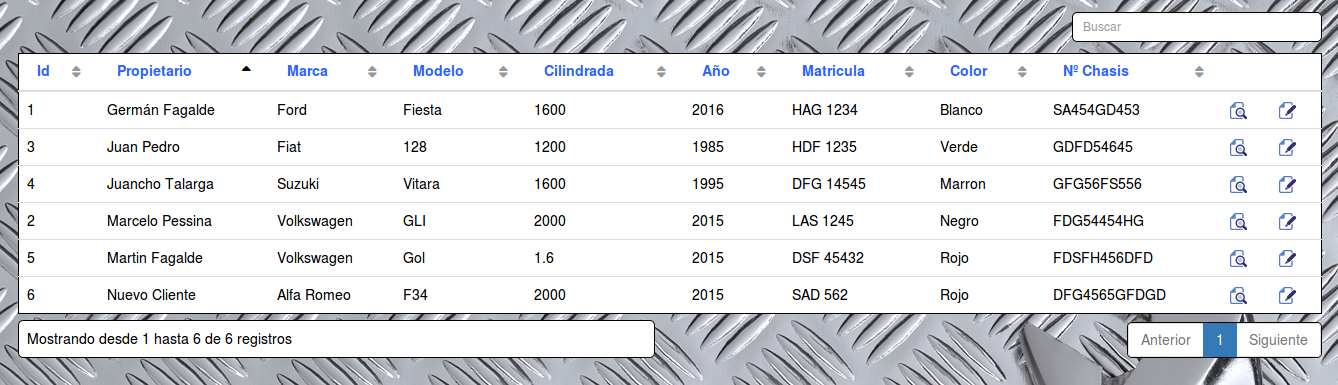 Buscar
Id Propietario Marca Modelo Cilindrada Año Matricula Color Nº Chasis
1 Germán Fagalde Ford Fiesta 1600 2016 HAG 1234 Blanco SA454GD453
3 Juan Pedro Fiat 128 1200 1985 HDF 1235 Verde GDFD54645
4 Juancho Talarga Suzuki Vitara 1600 1995 DFG 14545 Marron GFG56FS556
2 Marcelo Pessina Volkswagen GLI 2000 2015 LAS 1245 Negro FDG54454HG
5 Martin Fagalde Volkswagen Gol 1.6 2015 DSF 45432 Rojo FDSFH456DFD
6 Nuevo Cliente Alfa Romeo F34 2000 2015 SAD 562 Rojo DFG4565GFDGD
Mostrando desde 1 hasta 6 de 6 registros
Anterior 1 Siguiente